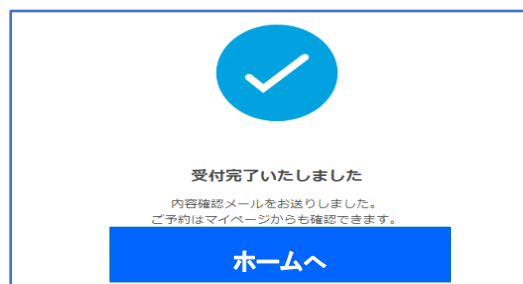 受付完了いたしました
内容確認メールをお送りしました。
ご予約はマイページからも確認できます。
ホームへ